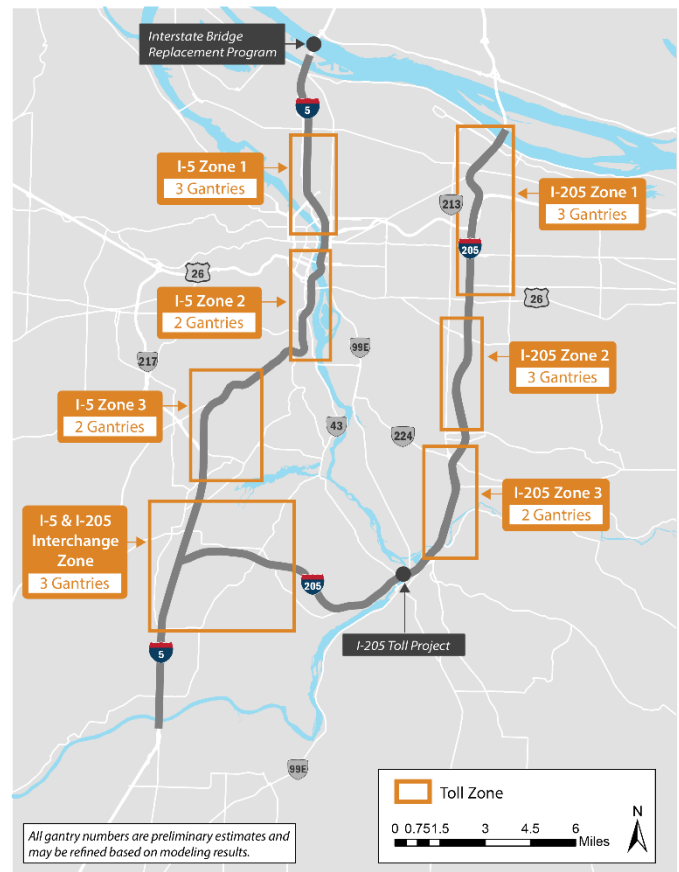 Interstate Bridge
Replacement Program
5
I-5 Zone 1
3 Gantries
213
I-205 Zone 1
3 Gantries
205
26
26
I-5 Zone 2
2 Gantries
99E
217
I-205 Zone 2
3 Gantries
I-5 Zone 3
2 Gantries
43
224
I-205 Zone 3
2 Gantries
I-5 & I-205
Interchange
Zone
3 Gantries
205
I-205 Toll Project
5
99E
Toll Zone
N
0 0.75 1.5 3 4.5 6
Miles
All gantry numbers are preliminary estimates and
may be refined based on modeling results.